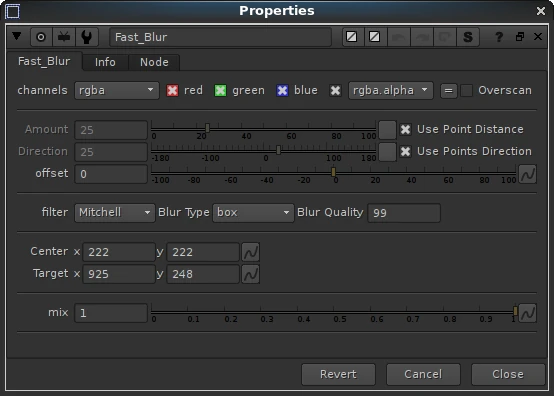 Properties
Fast_Blur
S ?
Fast_Blur Info Node
channels rgba red green blue rgba.alpha = Overscan
Amount 25 0 20 40 60 80 100 Use Point Distance
Direction 25 -180 -100 0 100 180 Use Points Direction
offset 0 -100 -80 -60 -40 -20 0 20 40 60 80 100
filter Mitchell Blur Type box Blur Quality 99
Center x 222 y 222
Target x 925 y 248
mix 1 0 0.1 0.2 0.3 0.4 0.5 0.6 0.7 0.8 0.9 1
Revert Cancel Close